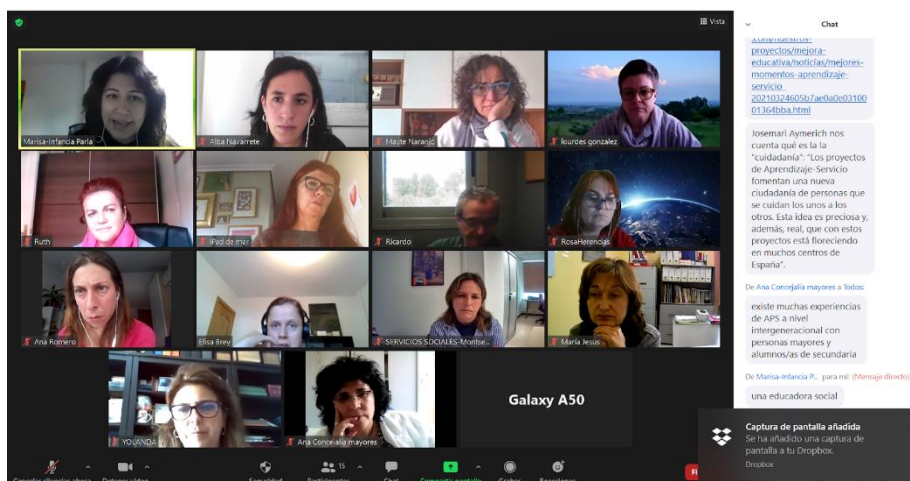 Vista
Marisa-Infancia Parla
Alba Navarrete
Mayte Naranjo
lourdes gonzalez
Ruth
iPad de mar
Ricardo
RosaHerencias
Ana Romero
Elisa Brey
SERVICIOS SOCIALES-Montse...
María Jesús
YOLANDA
Ana Concejalia mayores
Galaxy A50
Cancelar silenciar ahora
Detener vídeo
Seguridad
15
Participantes
Chat
Compartir pantalla
Grabar
Reacciones
Chat
.com/nuestros-
proyectos/mejora-
educativa/noticias/mejores-
momentos-aprendizaje-
servicio_
20210324605b7ae0a0e03100
01364bba.html
Josemari Aymerich nos
cuenta qué es la la
"cuidadanía": "Los proyectos
de Aprendizaje-Servicio
fomentan una nueva
ciudadanía de personas que
se cuidan los unos a los
otros. Esta idea es preciosa y,
además, real, que con estos
proyectos está floreciendo
en muchos centros de
España".
De Ana Concejalía mayores a Todos:
existe muchas experiencias
de APS a nivel
intergeneracional con
personas mayores y
alumnos/as de secundaria
De Marisa-Infancia P... para mí: (Mensaje directo)
una educadora social
Captura de pantalla añadida
Se ha añadido una captura de
pantalla a tu Dropbox.
Dropbox